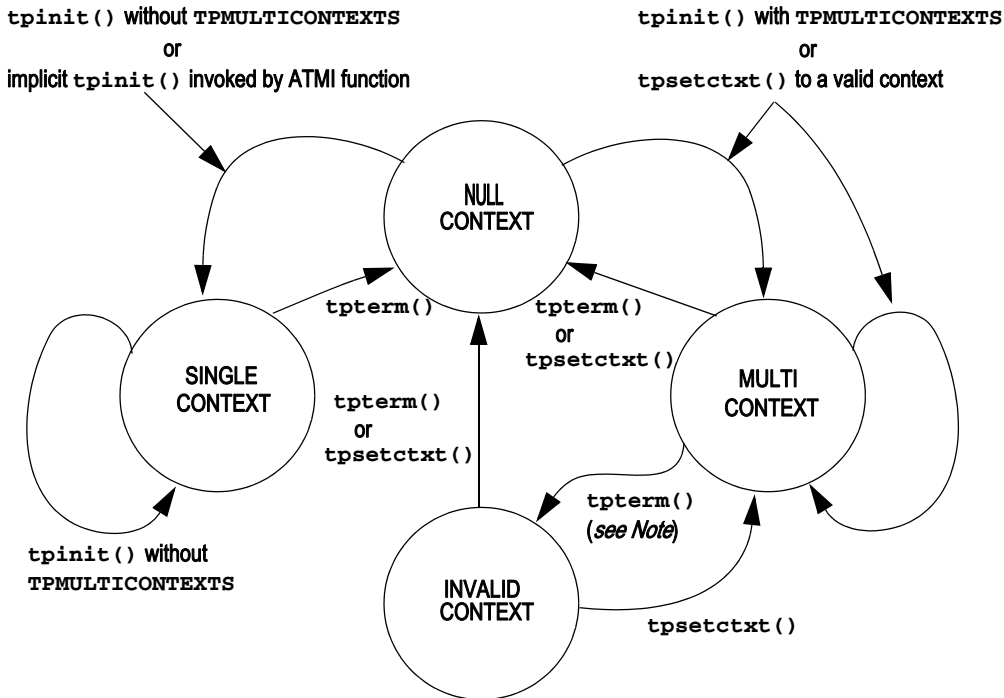 tpinit() without TPMULTICONTEXTS
or
implicit tpinit() invoked by ATMI function
tpinit() with TPMULTICONTEXTS
or
tpsetctxt() to a valid context
NULL
CONTEXT
tpterm()
tpterm()
or
tpsetctxt()
SINGLE
CONTEXT
MULTI
CONTEXT
tpterm()
or
tpsetctxt()
tpterm()
(see Note)
tpinit() without
TPMULTICONTEXTS
INVALID
CONTEXT
tpsetctxt()